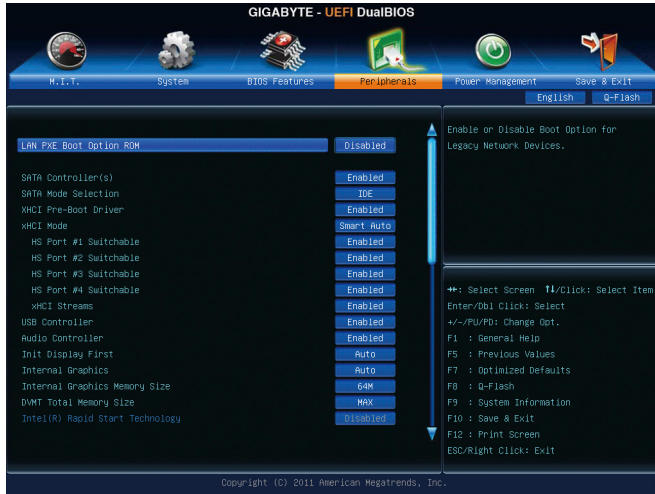 GIGABYTE - UEFI DualBIOS
M.I.T. System BIOS Features Peripherals Power Management Save & Exit
English Q-Flash
LAN PXE Boot Option ROM Disabled
SATA Controller(s) Enabled
SATA Mode Selection IDE
XHCI Pre-Boot Driver Enabled
xHCI Mode Smart Auto
HS Port #1 Switchable Enabled
HS Port #2 Switchable Enabled
HS Port #3 Switchable Enabled
HS Port #4 Switchable Enabled
xHCI Streams Enabled
USB Controller Enabled
Audio Controller Enabled
Init Display First Auto
Internal Graphics Auto
Internal Graphics Memory Size 64M
DVMT Total Memory Size MAX
Intel(R) Rapid Start Technology Disabled
Enable or Disable Boot Option for
Legacy Network Devices.
→←: Select Screen ↑↓/Click: Select Item
Enter/Dbl Click: Select
+/-/PU/PD: Change Opt.
F1 : General Help
F5 : Previous Values
F7 : Optimized Defaults
F8 : Q-Flash
F9 : System Information
F10 : Save & Exit
F12 : Print Screen
ESC/Right Click: Exit
Copyright (C) 2011 American Megatrends, Inc.